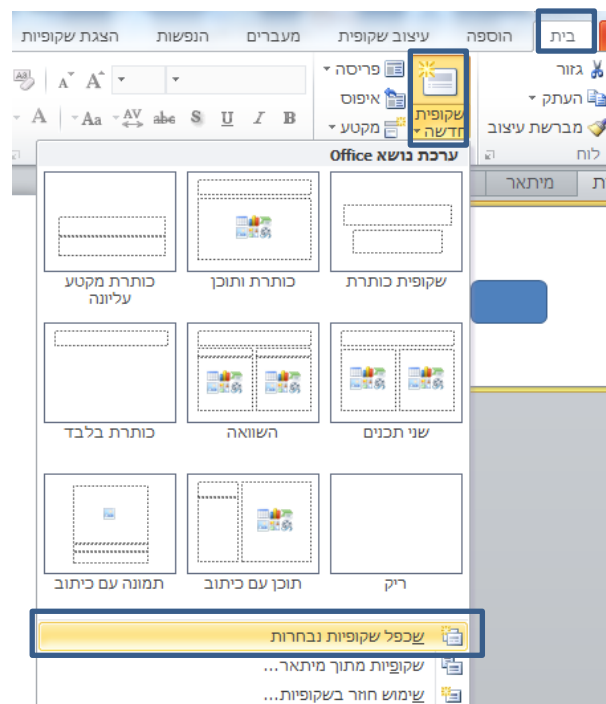 בית הוספה עיצוב שקופית מעברים הנפשות הצגת שקופיות
גזור
העתק
מברשת עיצוב
לוח
שקופית
חדשה
פריסה
איפוס
מקטע
A A
B I U S abc AV Aa A
ת מיתאר
ערכת נושא Office
שקופית כותרת כותרת ותוכן כותרת מקטע
עליונה
שני תכנים השוואה כותרת בלבד
ריק תוכן עם כיתוב תמונה עם כיתוב
שכפל שקופיות נבחרות
שקופיות מתוך מיתאר...
שימוש חוזר בשקופיות...